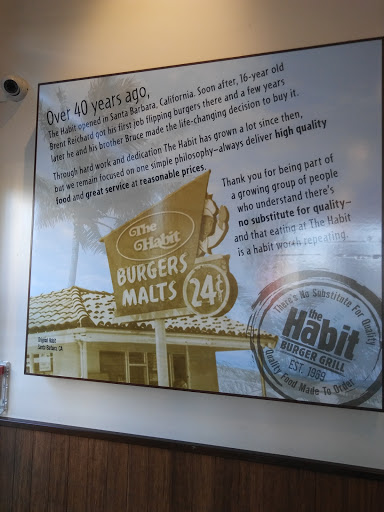 Over 40 years ago,
The Habit opened in Santa Barbara, California. Soon after, 16-year old
Brent Reichard got his first job flipping burgers there and a few years
later he and his brother Bruce made the life-changing decision to buy it.
Through hard work and dedication The Habit has grown a lot since then,
but we remain focused on one simple philosophy—always deliver high quality
food and great service at reasonable prices.
Thank you for being part of
a growing group of people
who understand there's
no substitute for quality—
and that eating at The Habit
is a habit worth repeating.
The
Habit
BURGERS
MALTS
24¢
Original Habit
Santa Barbara, CA
There's No Substitute For Quality
the
Habit
BURGER GRILL
EST. 1969
Quality Food Made To Order